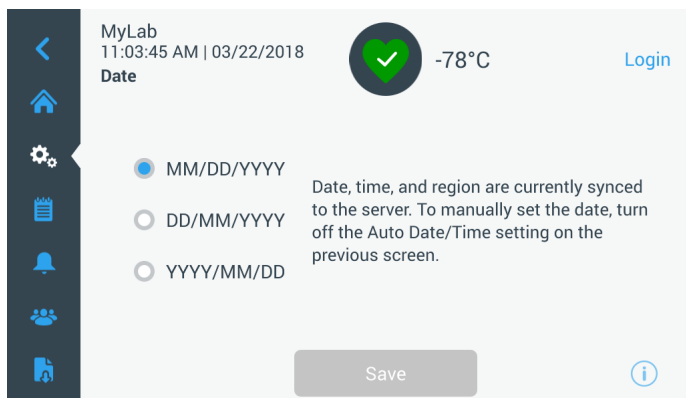 MyLab
11:03:45 AM | 03/22/2018
Date
-78°C
Login
MM/DD/YYYY
DD/MM/YYYY
YYYY/MM/DD
Date, time, and region are currently synced
to the server. To manually set the date, turn
off the Auto Date/Time setting on the
previous screen.
Save